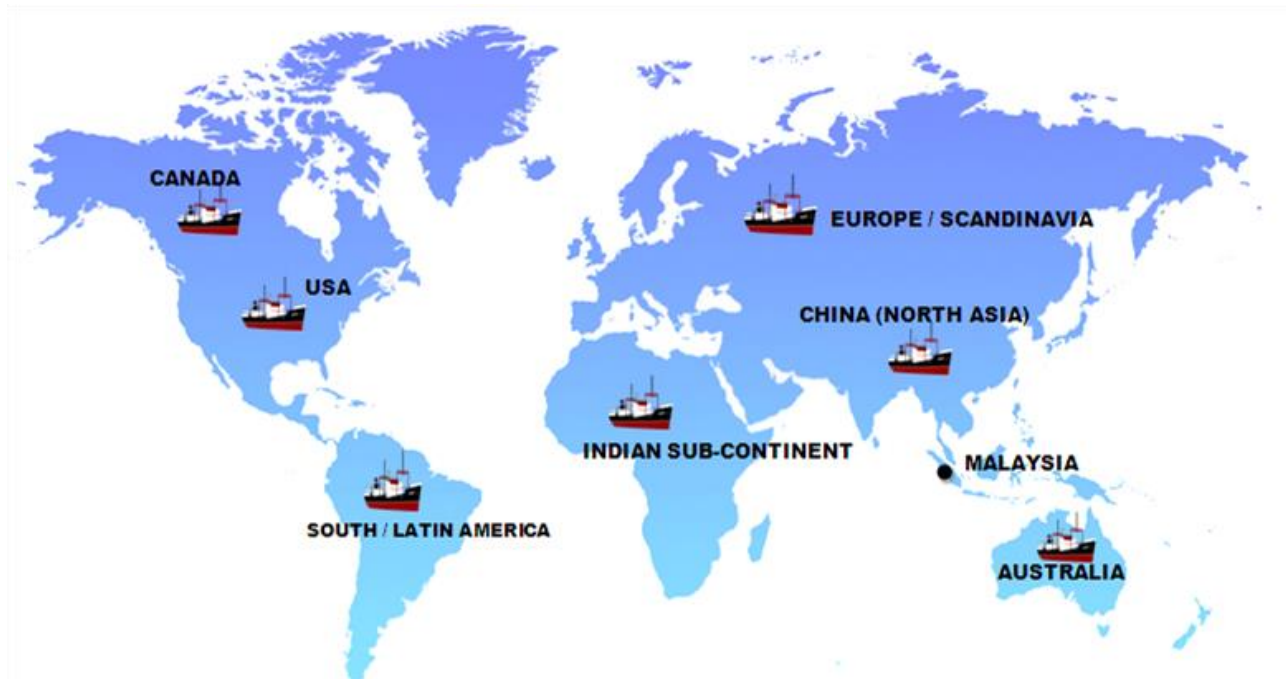 CANADA
EUROPE / SCANDINAVIA
USA
CHINA (NORTH ASIA)
INDIAN SUB-CONTINENT
MALAYSIA
SOUTH / LATIN AMERICA
AUSTRALIA